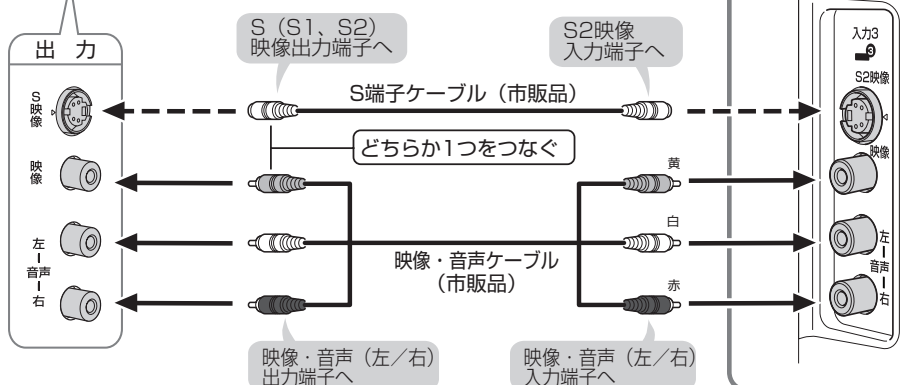 出 力
S映像
映像
左
音声
右
S（S1、S2）
映像出力端子へ
S2映像
入力端子へ
S端子ケーブル（市販品）
どちらか1つをつなぐ
黄
白
赤
映像・音声ケーブル
（市販品）
映像・音声（左／右）
出力端子へ
映像・音声（左／右）
入力端子へ
入力3
3
S2映像
映像
左
音声
右